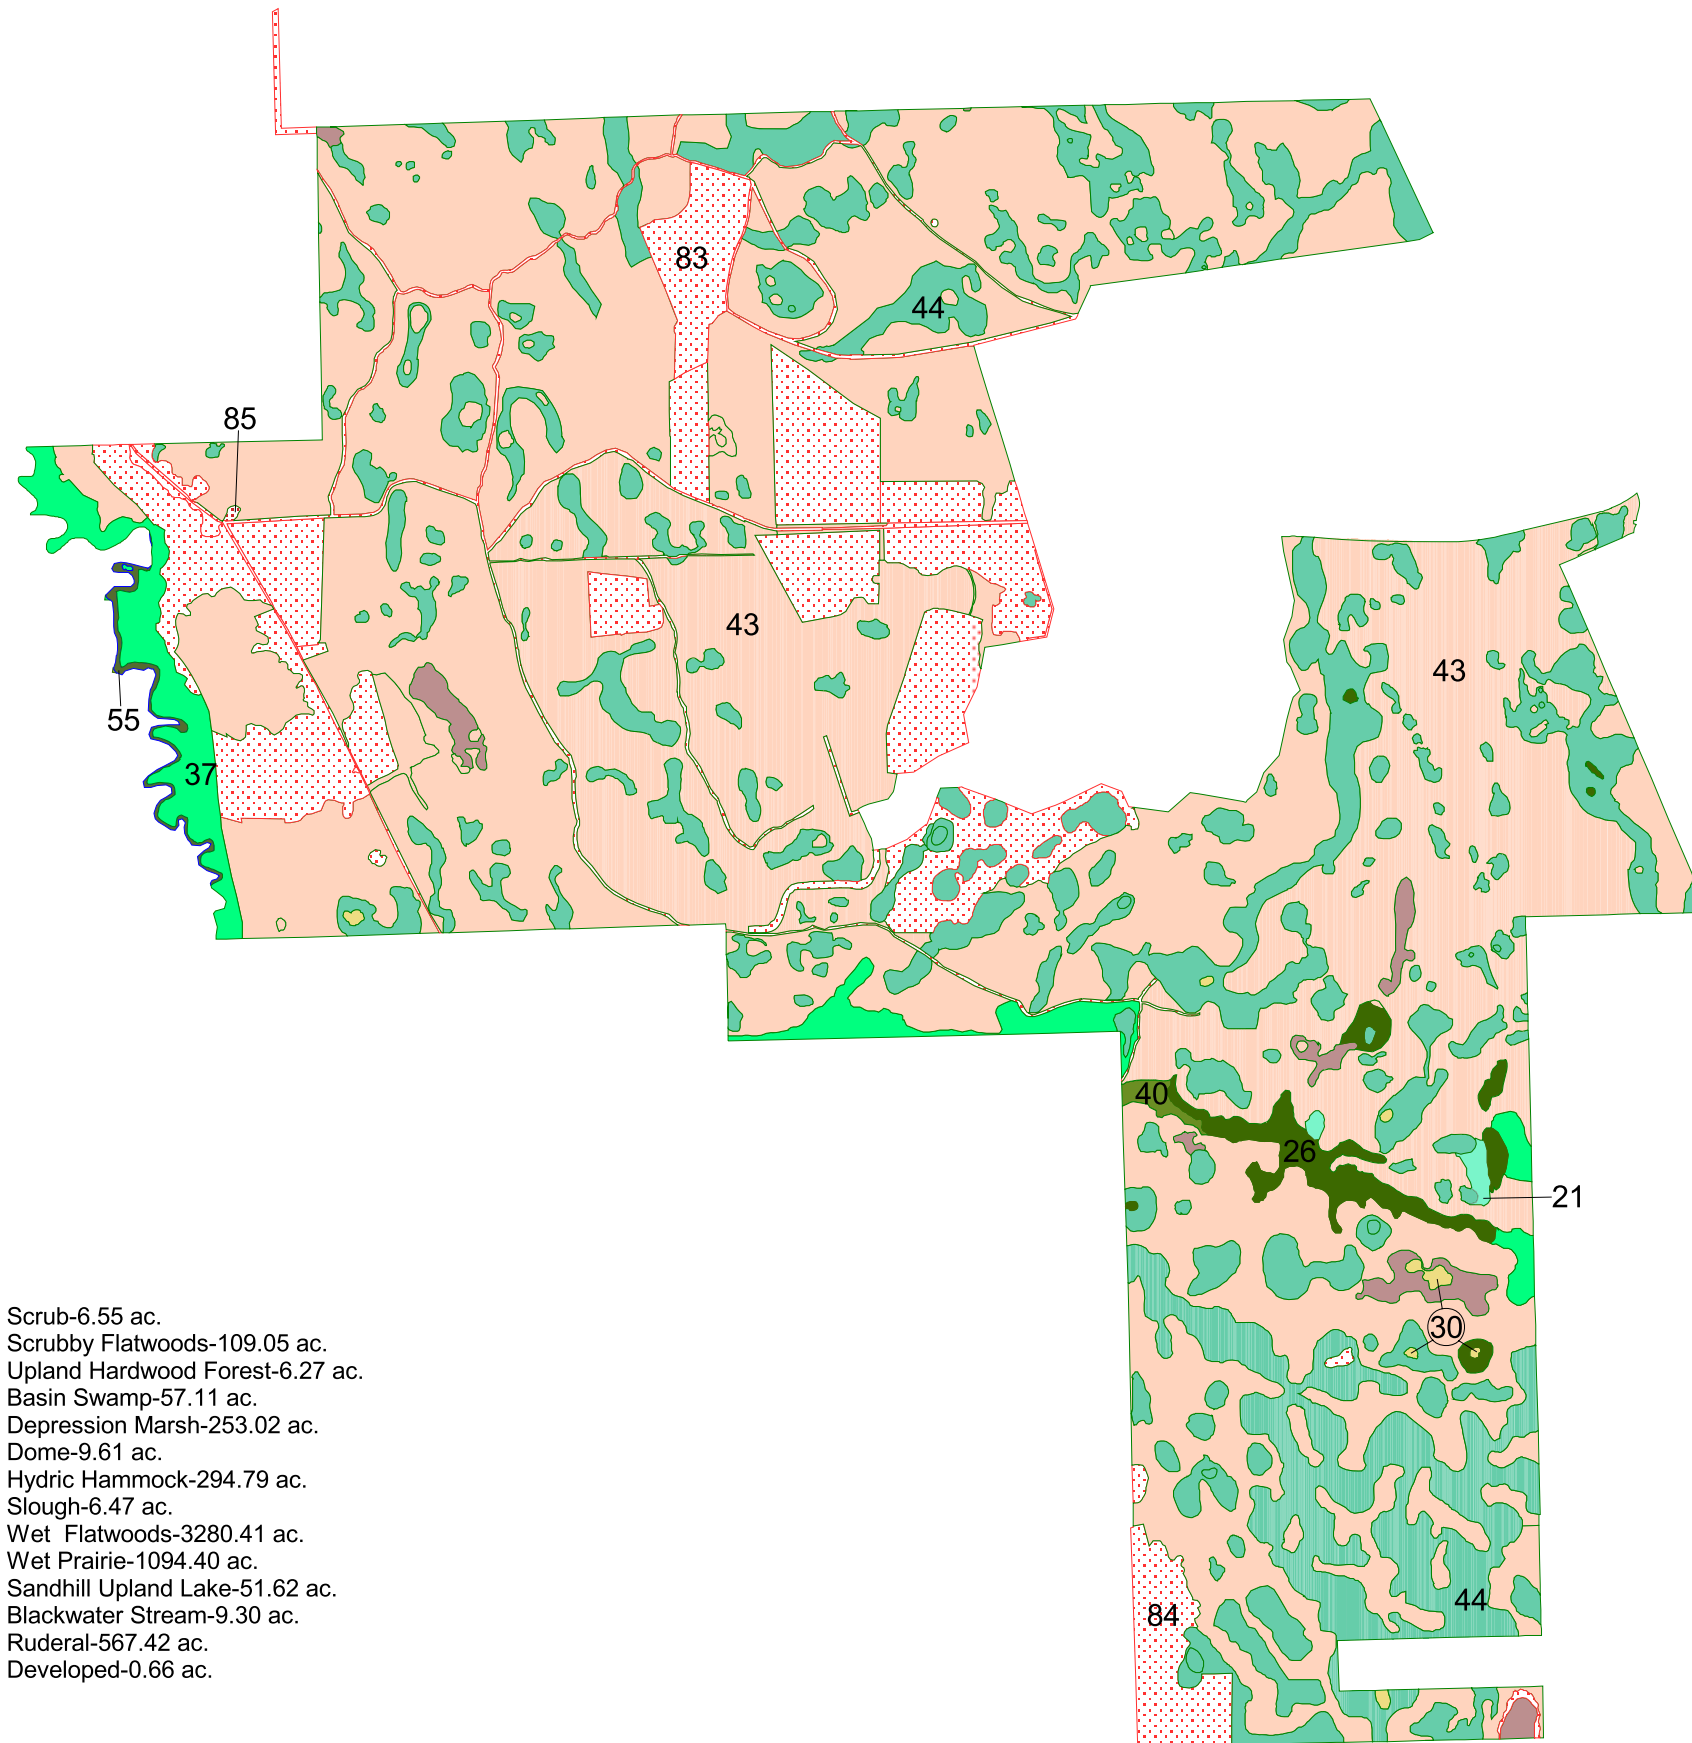 83
44
85
43
43
55
37
40
26
21
30
Scrub-6.55 ac.
Scrubby Flatwoods-109.05 ac.
Upland Hardwood Forest-6.27 ac.
Basin Swamp-57.11 ac.
Depression Marsh-253.02 ac.
Dome-9.61 ac.
Hydric Hammock-294.79 ac.
Slough-6.47 ac.
Wet  Flatwoods-3280.41 ac.
Wet Prairie-1094.40 ac.
Sandhill Upland Lake-51.62 ac.
Blackwater Stream-9.30 ac.
Ruderal-567.42 ac.
Developed-0.66 ac.
44
84